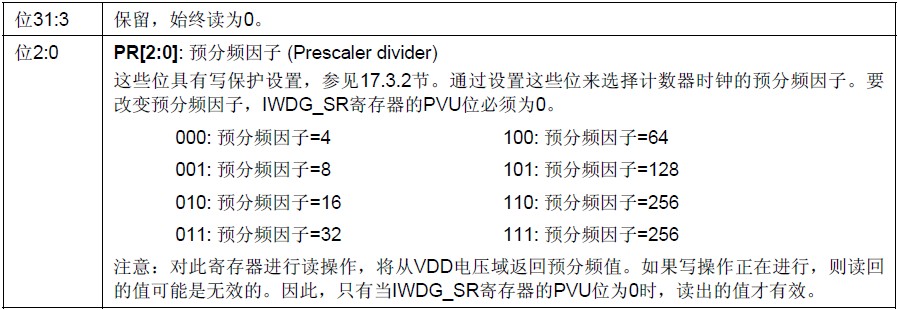 位31:3 保留，始终读为0。
位2:0 PR[2:0]: 预分频因子 (Prescaler divider)
这些位具有写保护设置，参见17.3.2节。通过设置这些位来选择计数器时钟的预分频因子。要
改变预分频因子，IWDG_SR寄存器的PVU位必须为0。
000: 预分频因子=4 100: 预分频因子=64
001: 预分频因子=8 101: 预分频因子=128
010: 预分频因子=16 110: 预分频因子=256
011: 预分频因子=32 111: 预分频因子=256
注意：对此寄存器进行读操作，将从VDD电压域返回预分频值。如果写操作正在进行，则读回
的值可能是无效的。因此，只有当IWDG_SR寄存器的PVU位为0时，读出的值才有效。